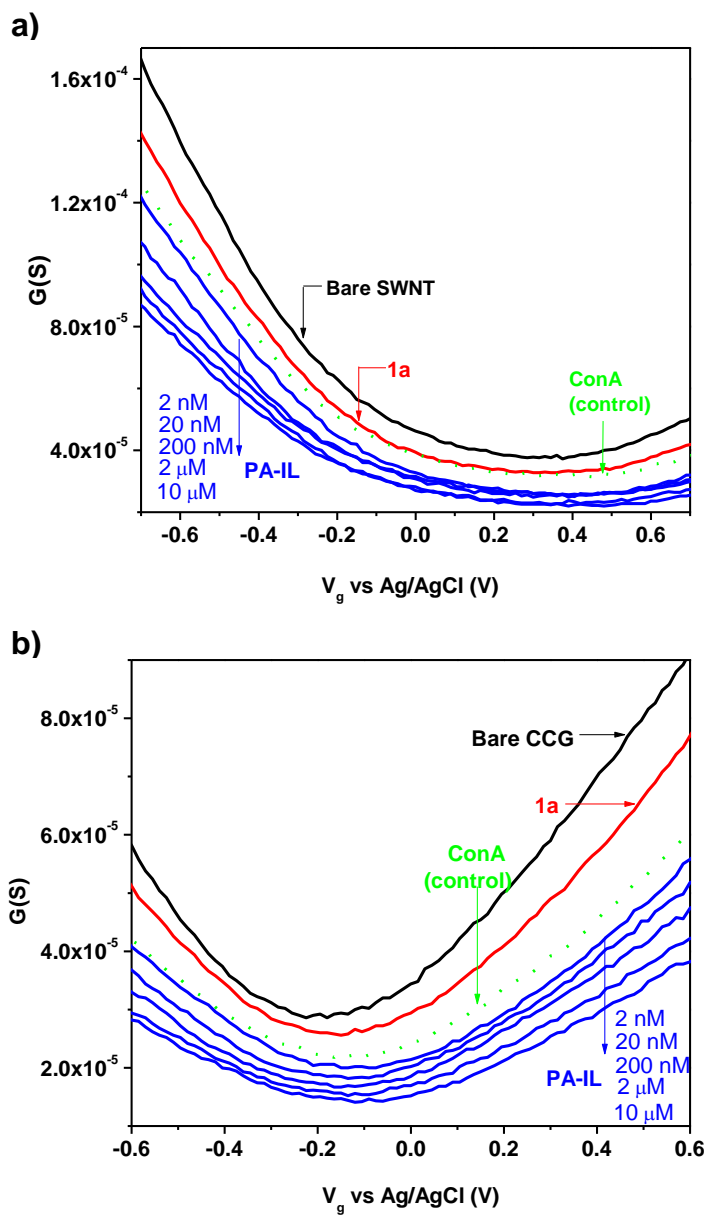 a)
1.6x10⁻⁴
1.2x10⁻⁴
8.0x10⁻⁵
4.0x10⁻⁵
G(S)
Bare SWNT
1a
ConA
(control)
2 nM
20 nM
200 nM
2 μM
10 μM
PA-IL
-0.6 -0.4 -0.2 0.0 0.2 0.4 0.6
V_g vs Ag/AgCl (V)
b)
8.0x10⁻⁵
6.0x10⁻⁵
4.0x10⁻⁵
2.0x10⁻⁵
G(S)
Bare CCG
1a
ConA
(control)
2 nM
20 nM
200 nM
2 μM
10 μM
PA-IL
-0.6 -0.4 -0.2 0.0 0.2 0.4 0.6
V_g vs Ag/AgCl (V)